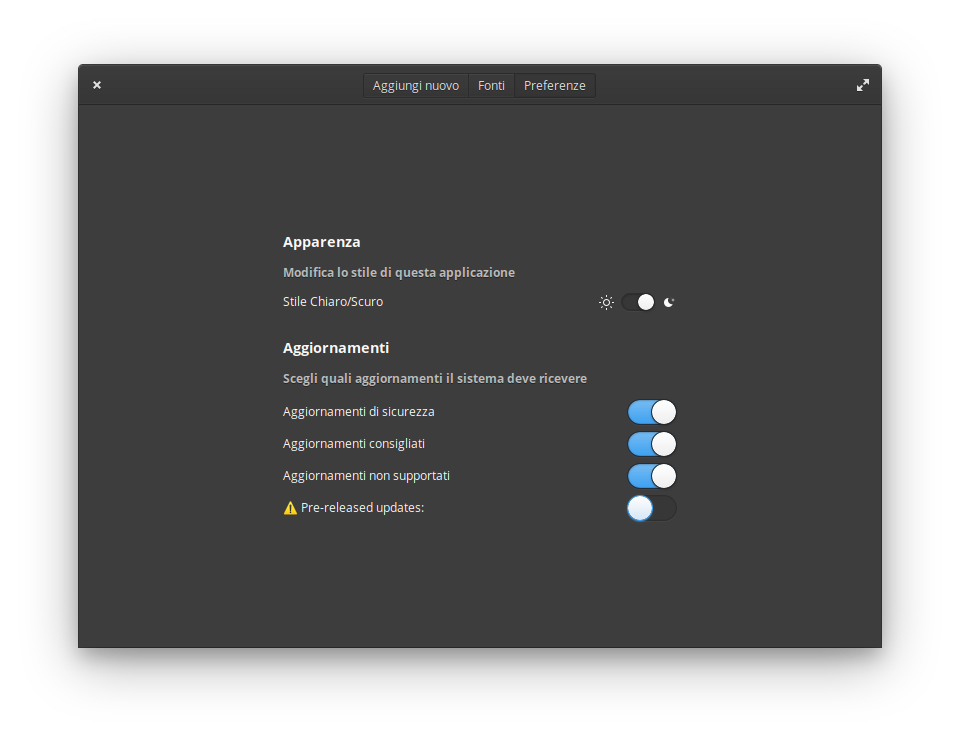 Aggiungi nuovo
Fonti
Preferenze
Apparenza
Modifica lo stile di questa applicazione
Stile Chiaro/Scuro
Aggiornamenti
Scegli quali aggiornamenti il sistema deve ricevere
Aggiornamenti di sicurezza
Aggiornamenti consigliati
Aggiornamenti non supportati
Pre-released updates: